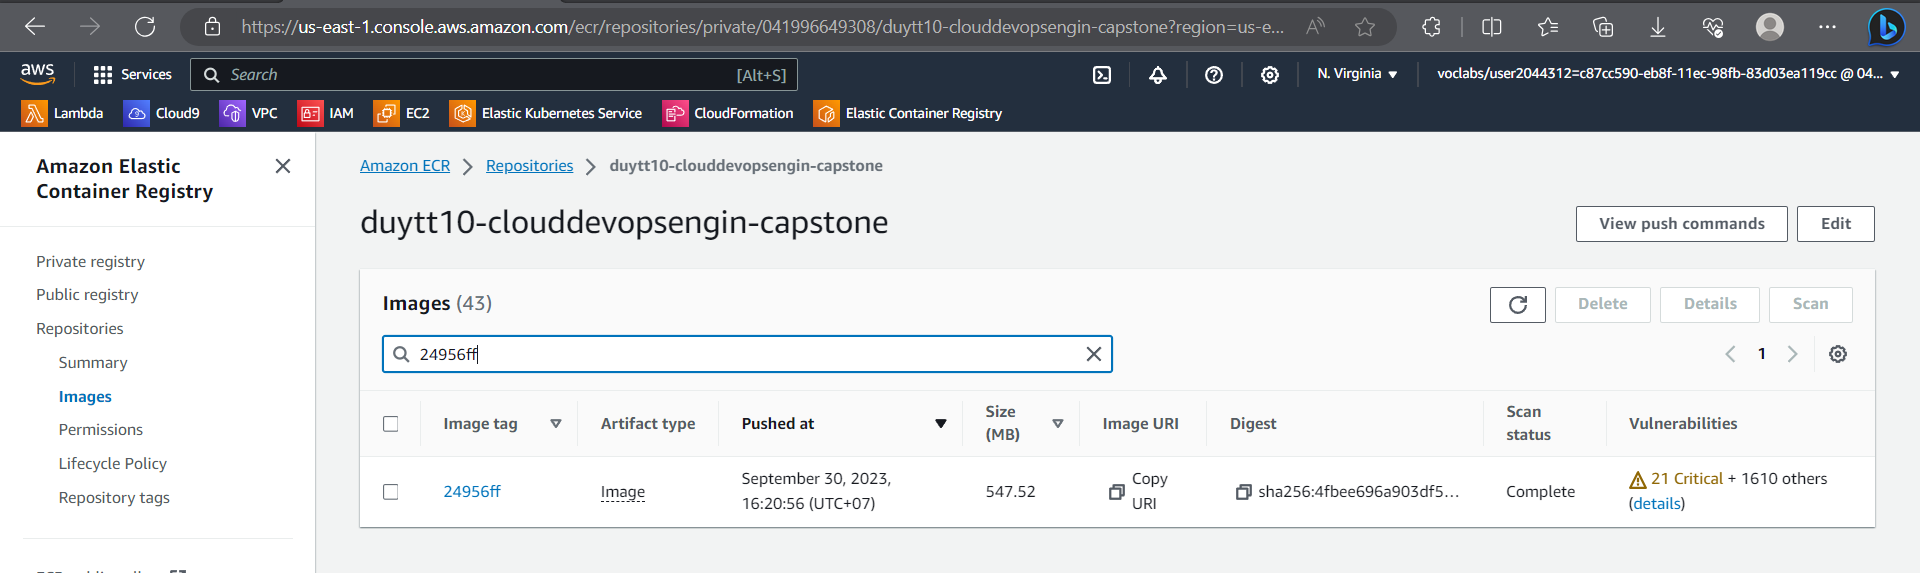 https://us-east-1.console.aws.amazon.com/ecr/repositories/private/041996649308/duytt10-clouddevopsengin-capstone?region=us-e...
aws Services Search [Alt+S] N. Virginia voclabs/user2044312=c87cc590-eb8f-11ec-98fb-83d03ea119cc @ 04...
Lambda Cloud9 VPC IAM EC2 Elastic Kubernetes Service CloudFormation Elastic Container Registry
Amazon Elastic
Container Registry
Private registry
Public registry
Repositories
Summary
Images
Permissions
Lifecycle Policy
Repository tags
Amazon ECR Repositories duytt10-clouddevopsengin-capstone
duytt10-clouddevopsengin-capstone
View push commands Edit
Images (43)
Delete Details Scan
24956ff
1
Image tag Artifact type Pushed at Size (MB) Image URI Digest Scan status Vulnerabilities
24956ff Image September 30, 2023, 16:20:56 (UTC+07) 547.52 Copy URI sha256:4fbee696a903df5... Complete 21 Critical + 1610 others (details)